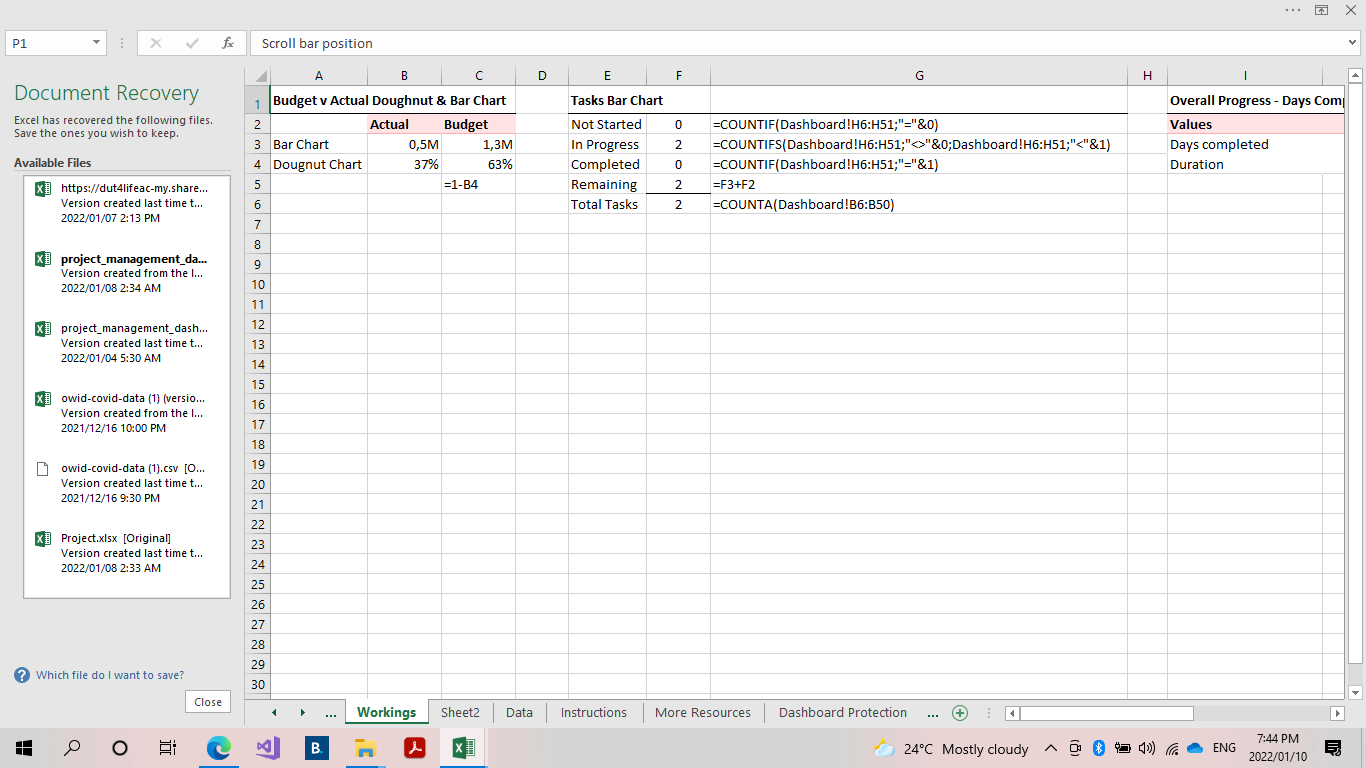 P1
fx
Scroll bar position
Document Recovery
Excel has recovered the following files.
Save the ones you wish to keep.
Available Files
https://dut4lifeac-my.share...
Version created last time t...
2022/01/07 2:13 PM
project_management_da...
Version created from the l...
2022/01/08 2:34 AM
project_management_dash...
Version created last time t...
2022/01/04 5:30 AM
owid-covid-data (1) (versio...
Version created from the l...
2021/12/16 10:00 PM
owid-covid-data (1).csv [O...
Version created last time t...
2021/12/16 9:30 PM
Project.xlsx [Original]
Version created last time t...
2022/01/08 2:33 AM
Which file do I want to save?
Close
A B C D E F G H I
1 Budget v Actual Doughnut & Bar Chart Tasks Bar Chart Overall Progress - Days Comp
2 Actual Budget Not Started 0 =COUNTIF(Dashboard!H6:H51;"="&0) Values
3 Bar Chart 0,5M 1,3M In Progress 2 =COUNTIFS(Dashboard!H6:H51;"<>"&0;Dashboard!H6:H51;"<"&1) Days completed
4 Dougnut Chart 37% 63% Completed 0 =COUNTIF(Dashboard!H6:H51;"="&1) Duration
5 =1-B4 Remaining 2 =F3+F2
6 Total Tasks 2 =COUNTA(Dashboard!B6:B50)
7
8
9
10
11
12
13
14
15
16
17
18
19
20
21
22
23
24
25
26
27
28
29
30
... Workings Sheet2 Data Instructions More Resources Dashboard Protection ...
B.
24°C Mostly cloudy
ENG
7:44 PM
2022/01/10